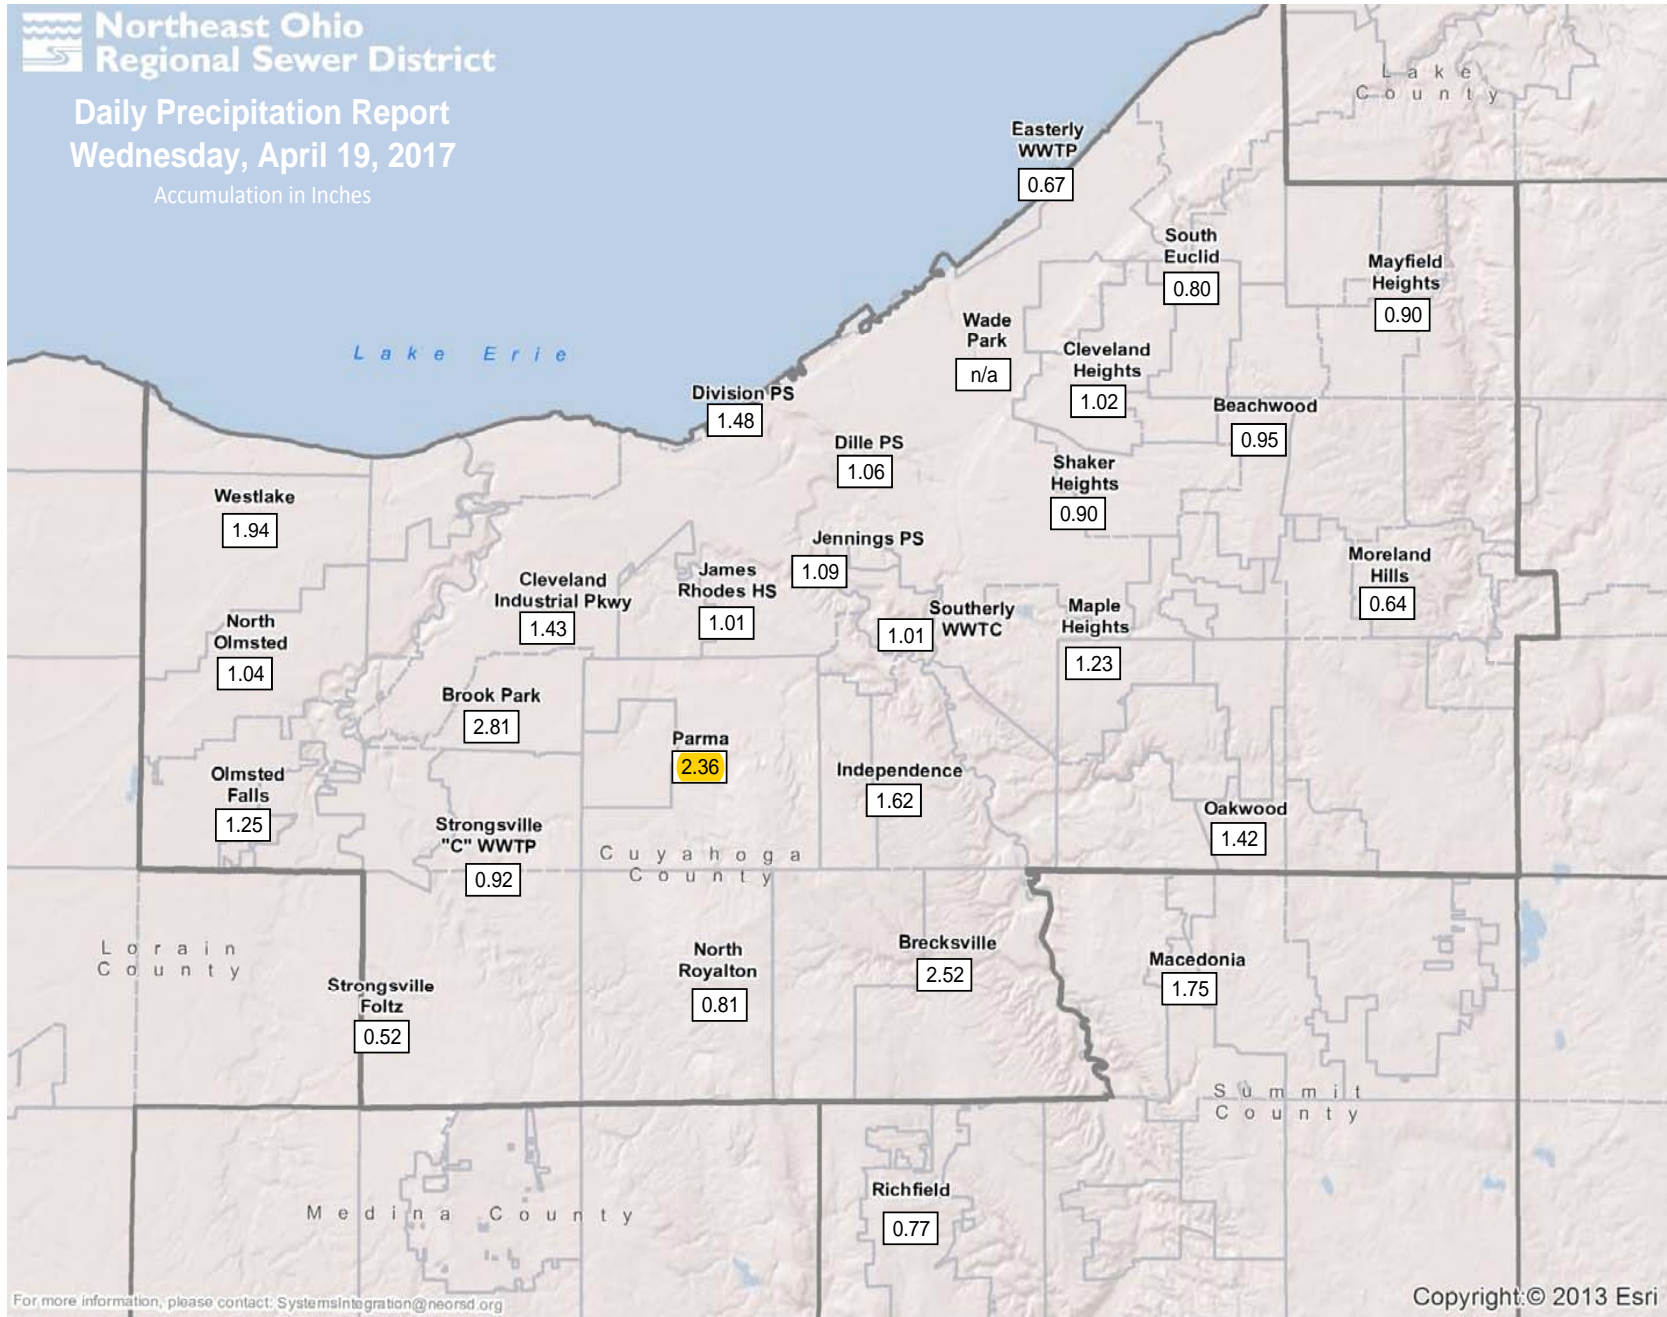 Northeast Ohio
Regional Sewer District
Daily Precipitation Report
Wednesday, April 19, 2017
Accumulation in Inches
Lake
County
Easterly
WWTP
0.67
South
Euclid
0.80
Mayfield
Heights
0.90
Wade
Park
n/a
Lake Erie
Cleveland
Heights
1.02
Division PS
1.48
Beachwood
0.95
Dille PS
1.06
Shaker
Heights
0.90
Westlake
1.94
Jennings PS
1.09
Moreland
Hills
0.64
Cleveland
Industrial Pkwy
1.43
James
Rhodes HS
1.01
Southerly
WWTC
1.01
Maple
Heights
1.23
North
Olmsted
1.04
Brook Park
2.81
Parma
2.36
Independence
1.62
Olmsted
Falls
1.25
Oakwood
1.42
Strongsville
"C" WWTP
0.92
Cuyahoga
County
Lorain
County
North
Royalton
0.81
Brecksville
2.52
Macedonia
1.75
Strongsville
Foltz
0.52
Summit
County
Richfield
0.77
Medina County
For more information, please contact: SystemsIntegration@neorsd.org
Copyright:© 2013 Esri